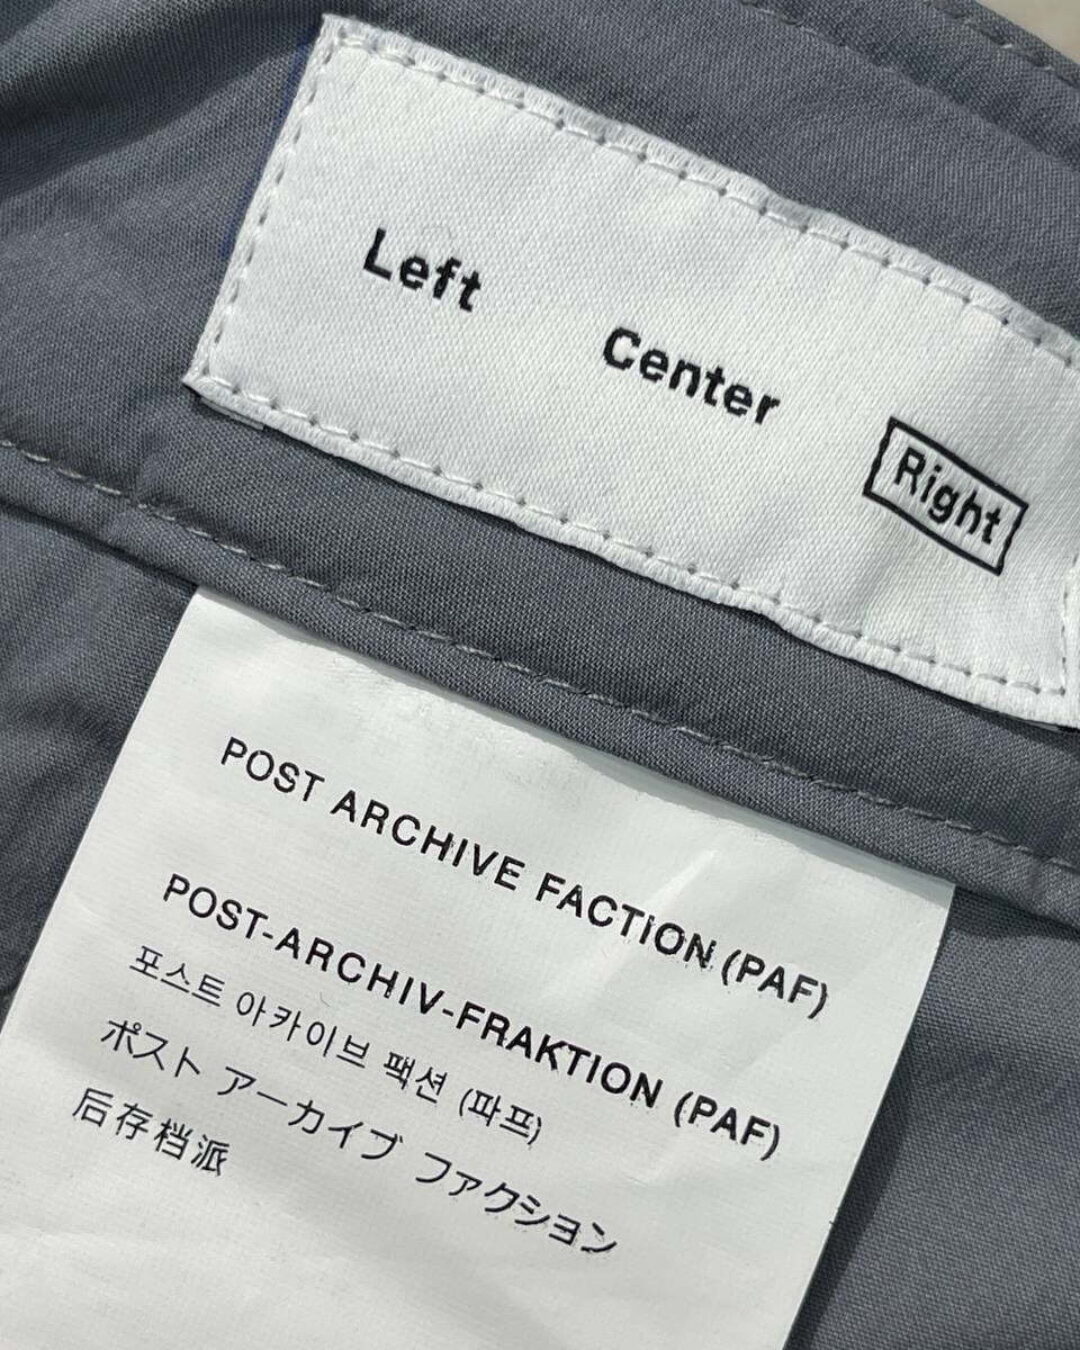 Left Center Right
POST ARCHIVE FACTION (PAF)
POST-ARCHIV-FRAKTION (PAF)
포스트 아카이브 팩션 (파프)
ポスト アーカイブ ファクション
后存档派